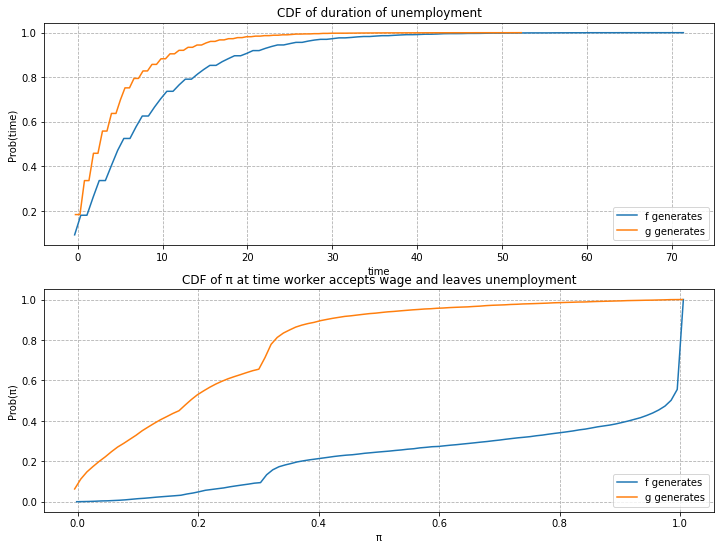 CDF of duration of unemployment
1.0
0.8
0.6
0.4
0.2
Prob(time)
f generates
g generates
0 10 20 30 40 50 60 70
time
CDF of π at time worker accepts wage and leaves unemployment
1.0
0.8
0.6
0.4
0.2
0.0
Prob(π)
f generates
g generates
0.0 0.2 0.4 0.6 0.8 1.0
π